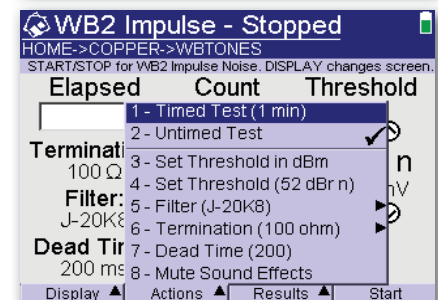 WB2 Impulse - Stopped
HOME->COPPER->WBTONES
START/STOP for WB2 Impulse Noise. DISPLAY changes screen.
Elapsed Count Threshold
1 - Timed Test (1 min)
2 - Untimed Test
3 - Set Threshold in dBm
4 - Set Threshold (52 dBr n)
5 - Filter (J-20K8)
6 - Termination (100 ohm)
7 - Dead Time (200)
8 - Mute Sound Effects
100 Ω
Filter:
J-20K8
Dead
200 ms
Display Actions Results Start